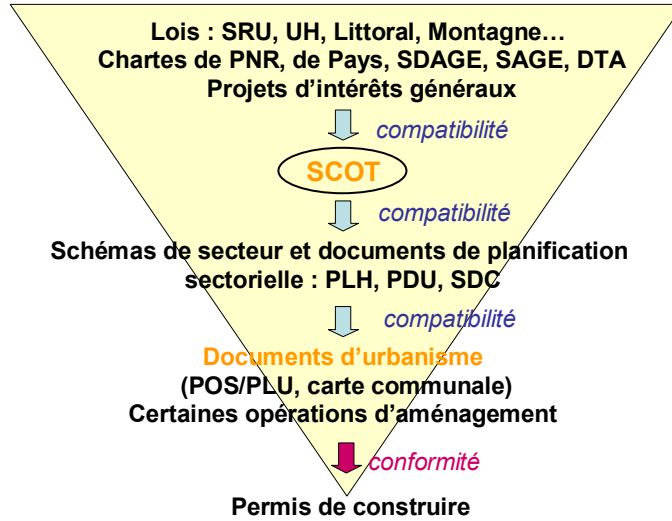 Lois : SRU, UH, Littoral, Montagne…
Chartes de PNR, de Pays, SDAGE, SAGE, DTA
Projets d’intérêts généraux
compatibilité
SCOT
compatibilité
Schémas de secteur et documents de planification
sectorielle : PLH, PDU, SDC
compatibilité
Documents d’urbanisme
(POS/PLU, carte communale)
Certaines opérations d’aménagement
conformité
Permis de construire